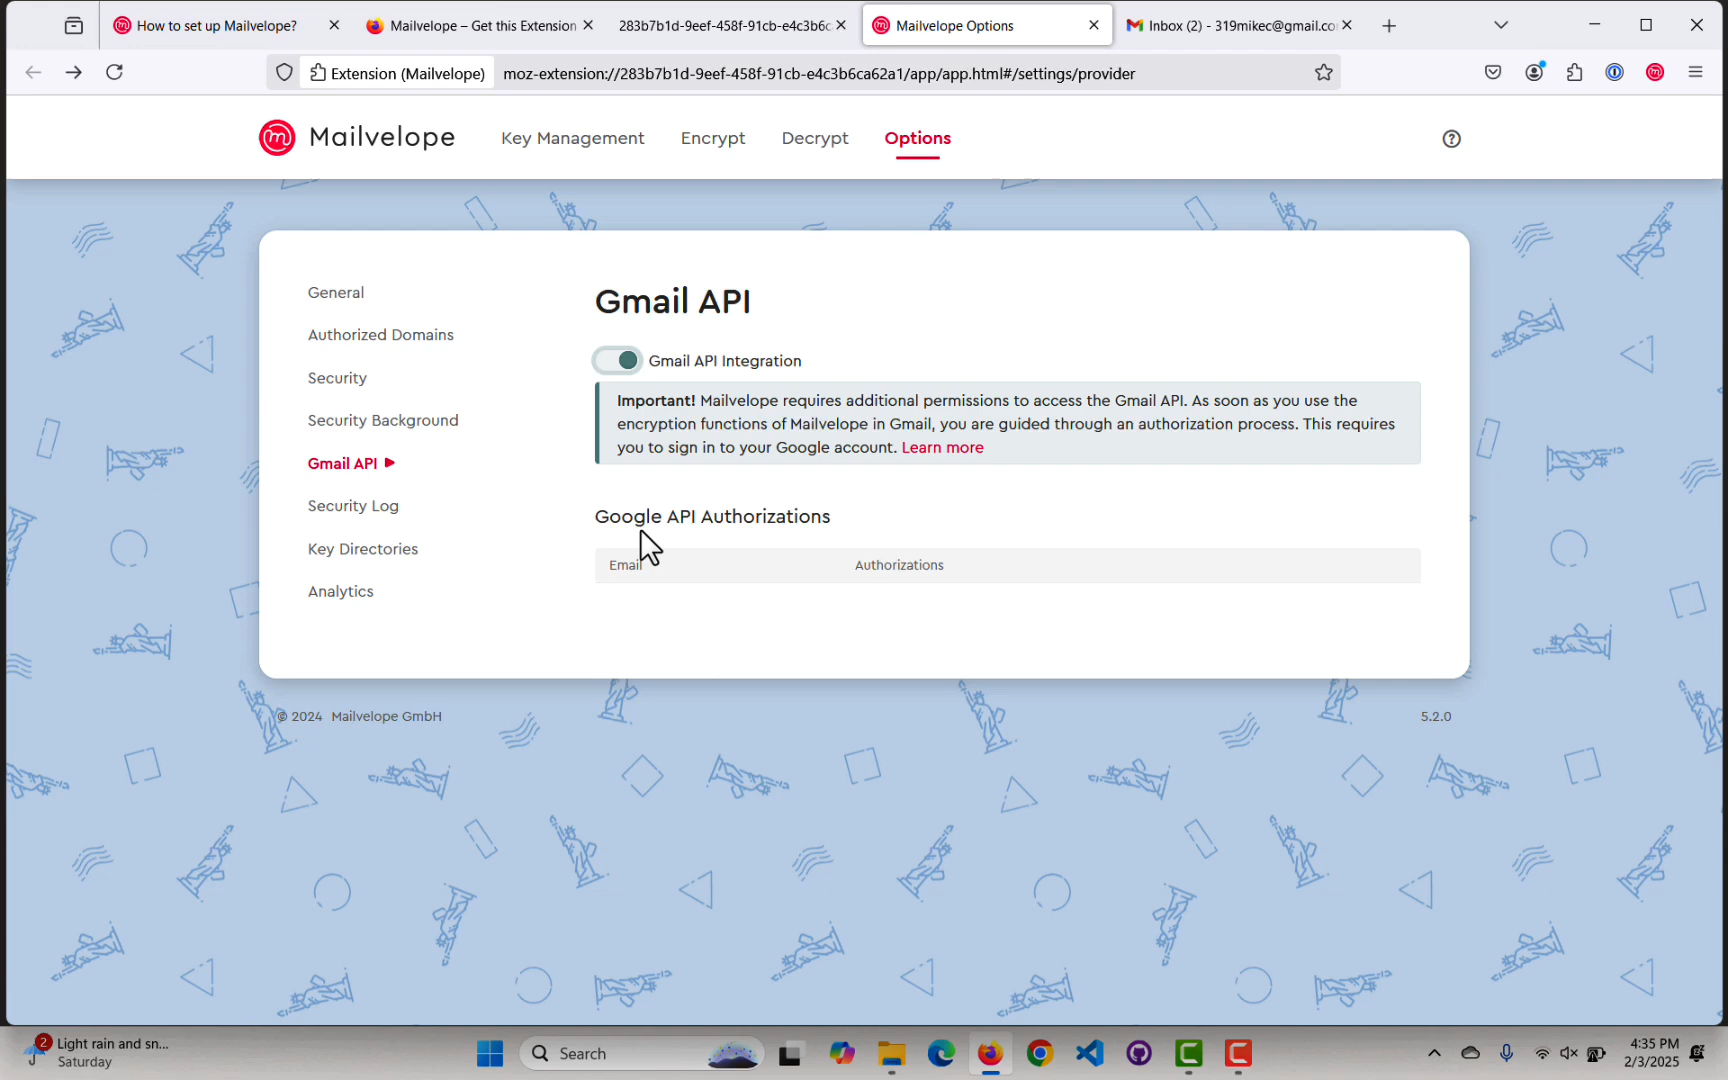 How to set up Mailvelope?
Mailvelope – Get this Extension
283b7b1d-9eef-458f-91cb-e4c3b6c
Mailvelope Options
Inbox (2) - 319mikec@gmail.co
Extension (Mailvelope)
moz-extension://283b7b1d-9eef-458f-91cb-e4c3b6ca62a1/app/app.html#/settings/provider
Mailvelope
Key Management
Encrypt
Decrypt
Options
General
Authorized Domains
Security
Security Background
Gmail API
Security Log
Key Directories
Analytics
Gmail API
Gmail API Integration
Important! Mailvelope requires additional permissions to access the Gmail API. As soon as you use the
encryption functions of Mailvelope in Gmail, you are guided through an authorization process. This requires
you to sign in to your Google account. Learn more
Google API Authorizations
Email
Authorizations
© 2024 Mailvelope GmbH
5.2.0
2
Light rain and sn...
Saturday
Search
4:35 PM
2/3/2025